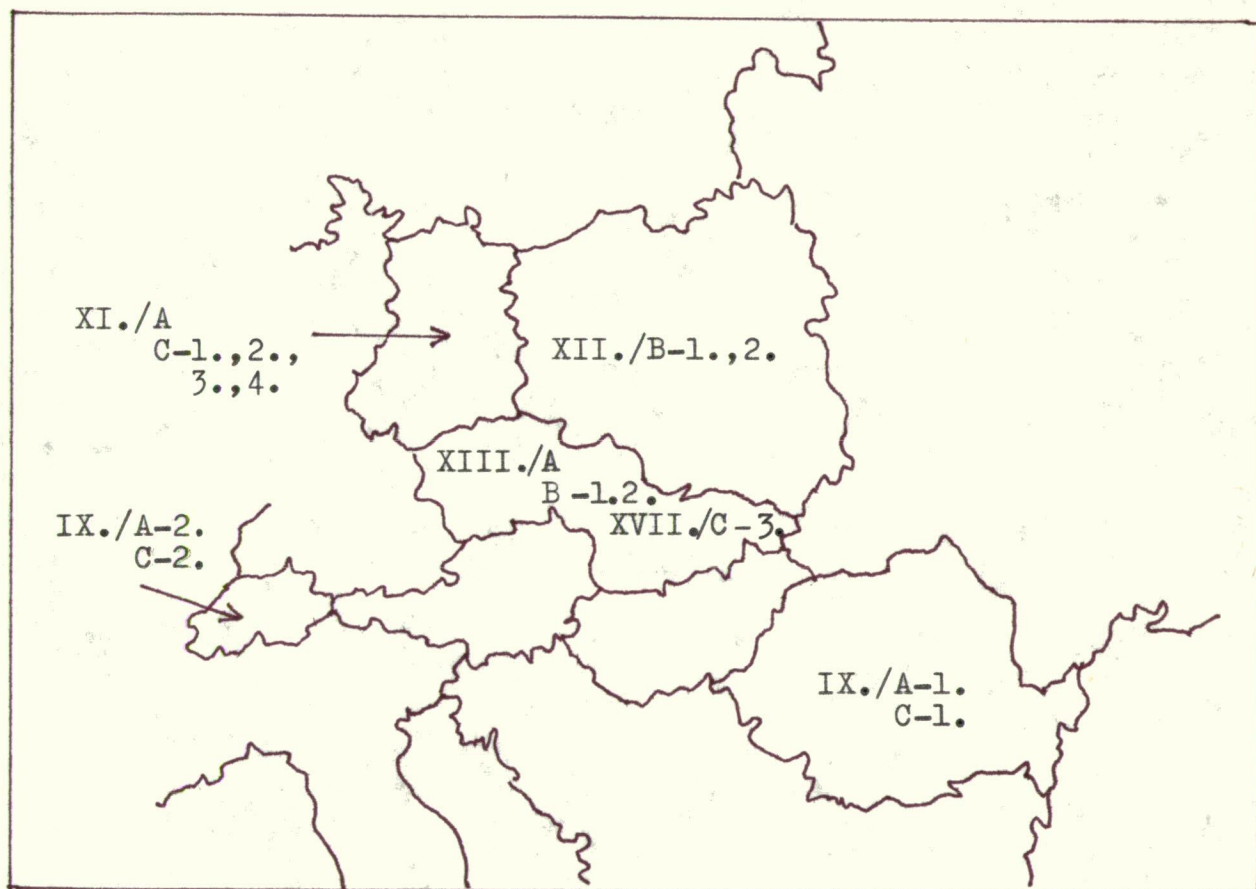 XI./A
C-1.,2.,
3.,4.
XII./B-1.,2.
XIII./A
B -1.2.
XVII./C-3.
IX./A-2.
C-2.
IX./A-1.
C-1.